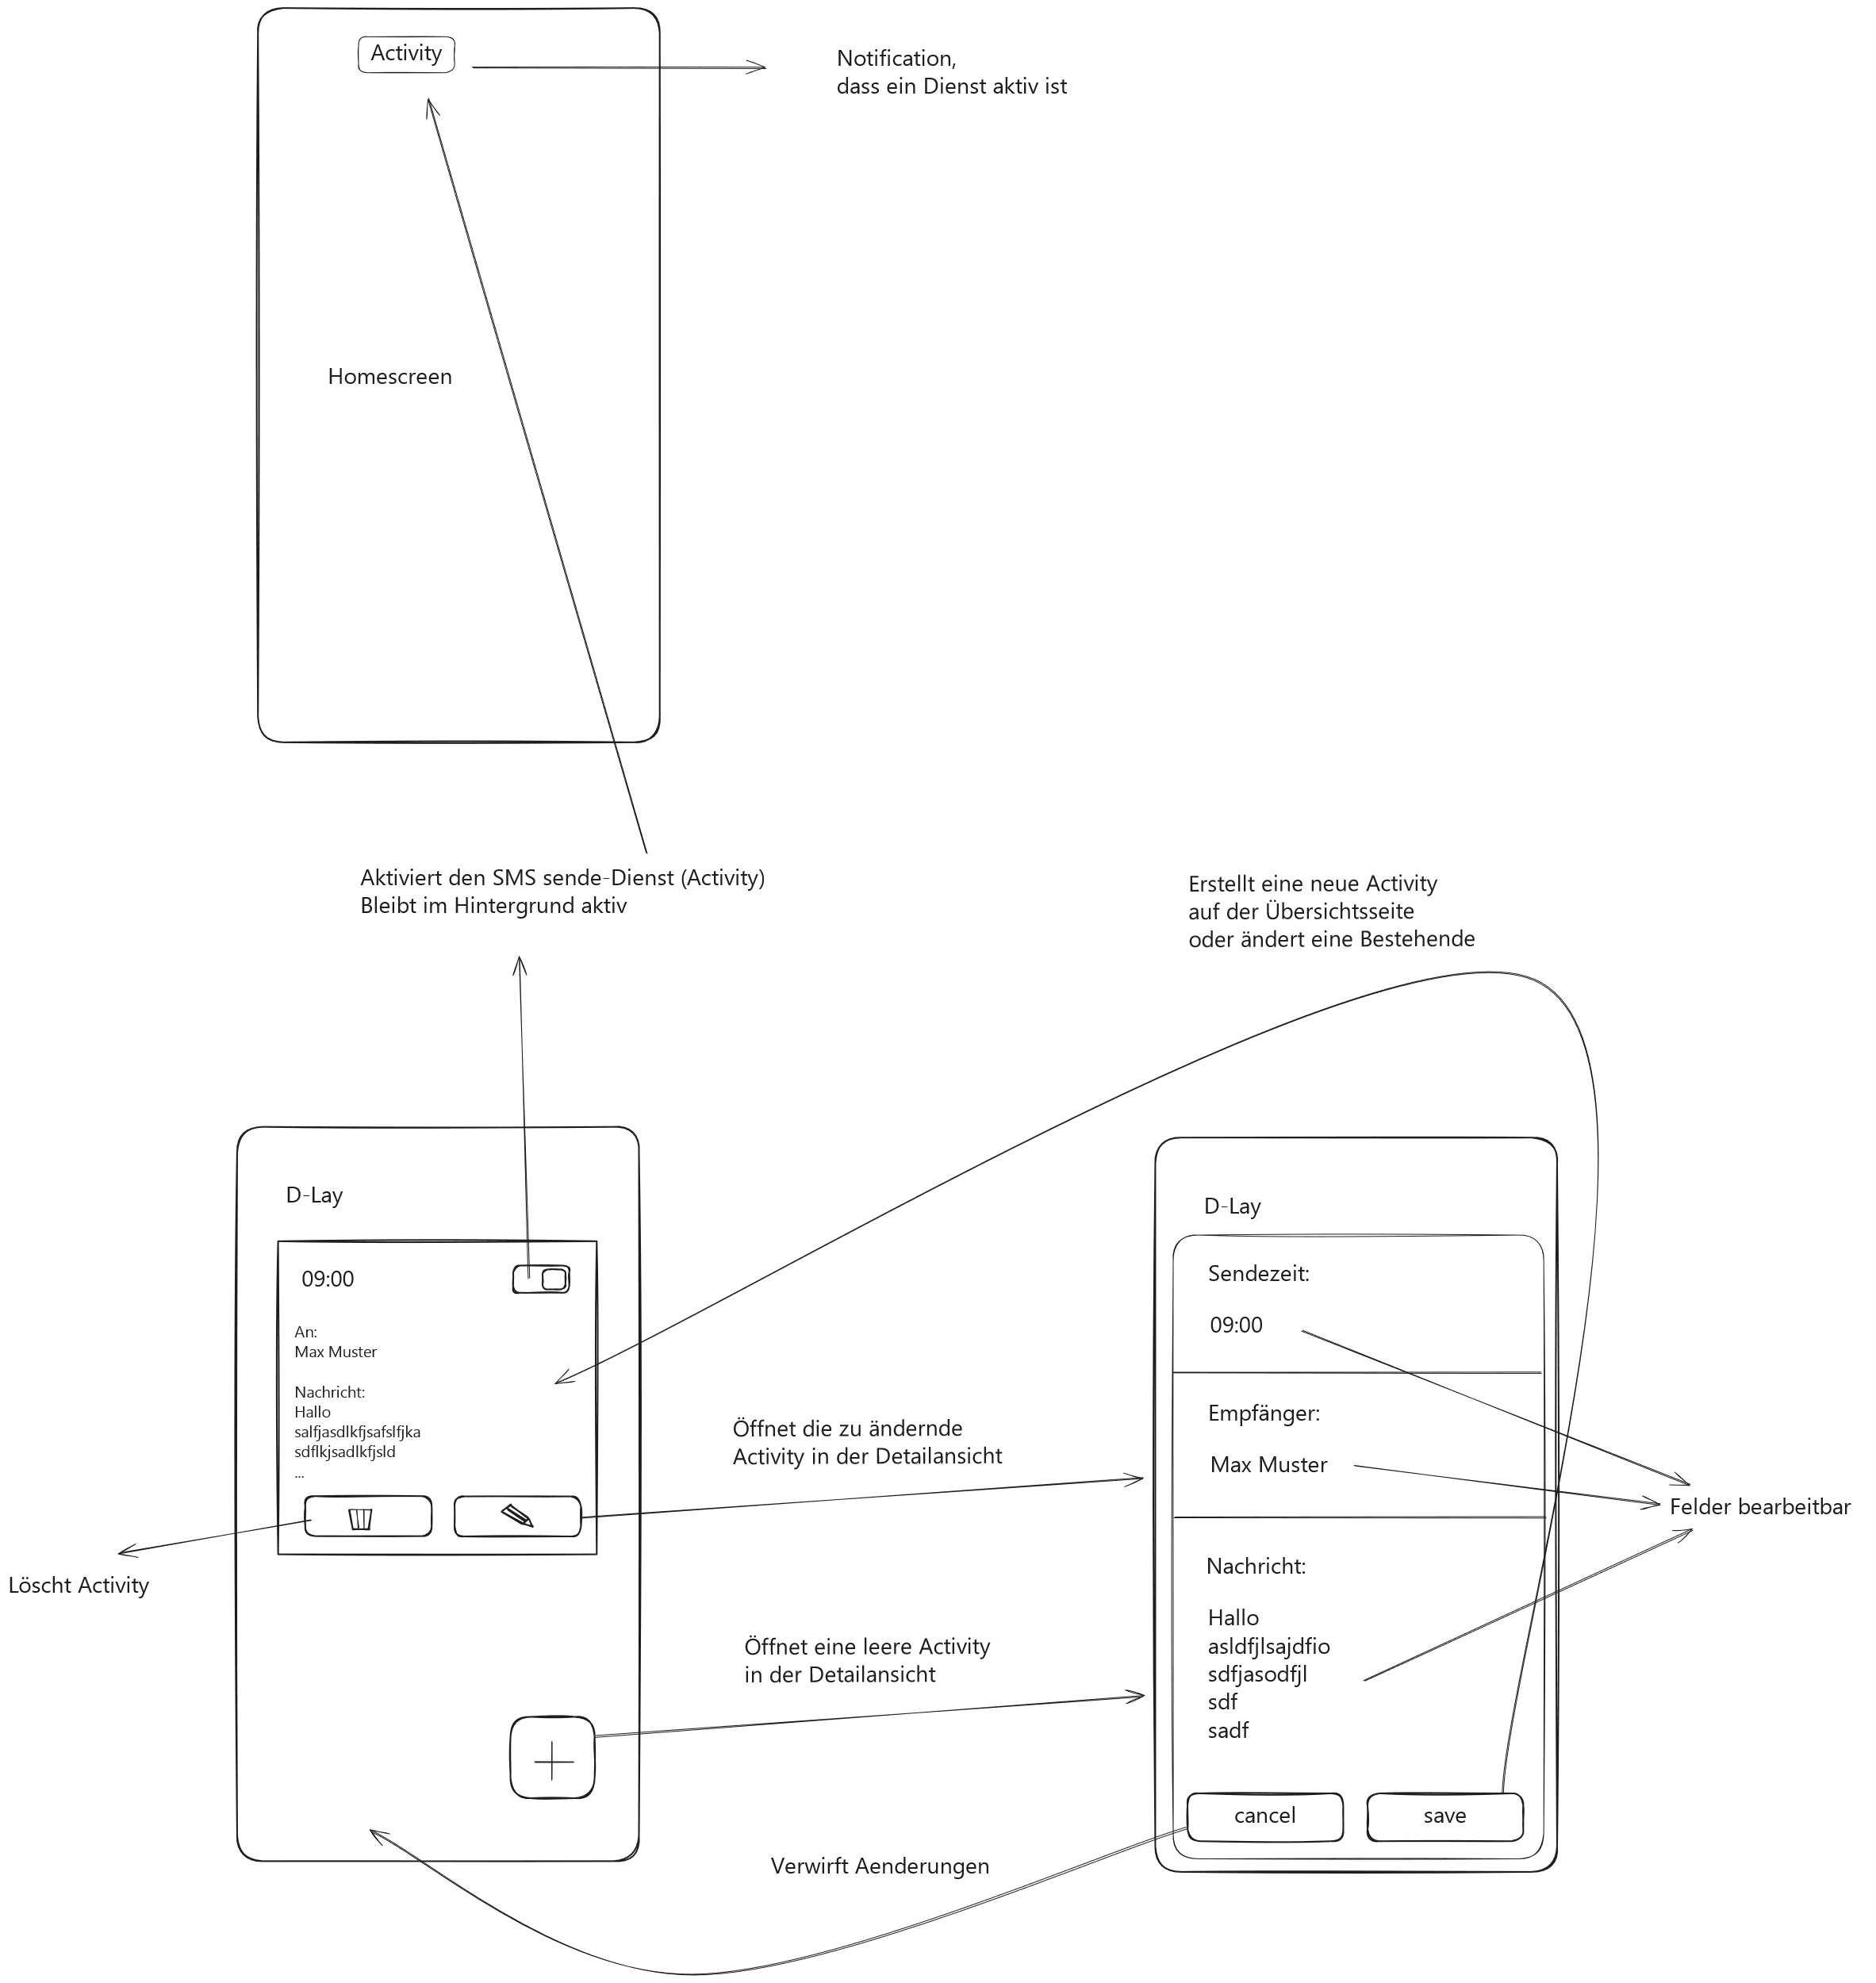 Activity
Notification,
dass ein Dienst aktiv ist
Homescreen
Aktiviert den SMS sende-Dienst (Activity)
Bleibt im Hintergrund aktiv
Erstellt eine neue Activity
auf der Übersichtsseite
oder ändert eine Bestehende
D-Lay
09:00
An:
Max Muster
Nachricht:
Hallo
salfjasdlkfjsafslfjka
sdflkjsadlkfjsld
...
Löscht Activity
Öffnet die zu ändernde
Activity in der Detailansicht
Öffnet eine leere Activity
in der Detailansicht
Verwirft Aenderungen
D-Lay
Sendezeit:
09:00
Empfänger:
Max Muster
Nachricht:
Hallo
asldfjlsajdfio
sdfjasodfjl
sdf
sadf
cancel
save
Felder bearbeitbar